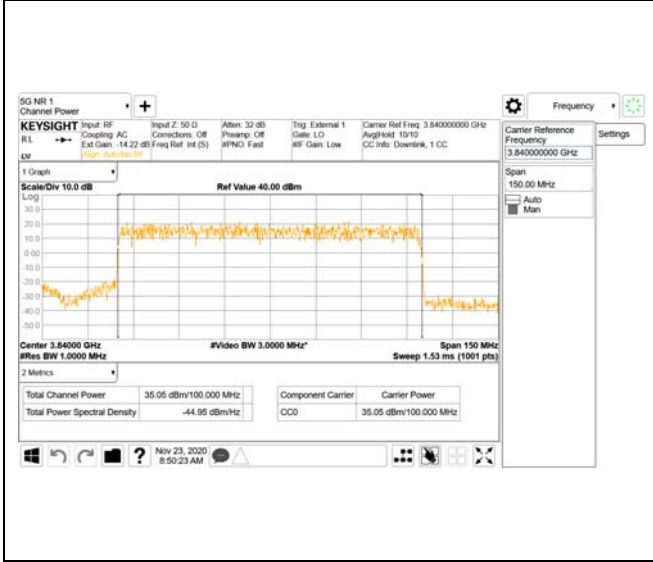 5G NR 1
Channel Power
+
Frequency
KEYSIGHT
RL
Input: RF
Coupling: AC
Ext Gain: -14.22 dB
Align: Auto/No RF
Input Z: 50 Ω
Corrections: Off
Freq Ref: Int (S)
Atten: 32 dB
Preamp: Off
#PNO: Fast
Trig: External 1
Gate: LO
#IF Gain: Low
Carrier Ref Freq: 3.840000000 GHz
Avg|Hold: 10/10
CC Info: Downlink, 1 CC
Carrier Reference
Frequency
3.840000000 GHz
Settings
Span
150.00 MHz
Auto
Man
1 Graph
Scale/Div 10.0 dB
Ref Value 40.00 dBm
Log
30.0
20.0
10.0
0.00
-10.0
-20.0
-30.0
-40.0
-50.0
Center 3.84000 GHz
#Video BW 3.0000 MHz*
Span 150 MHz
#Res BW 1.0000 MHz
Sweep 1.53 ms (1001 pts)
2 Metrics
Total Channel Power 35.05 dBm/100.000 MHz
Total Power Spectral Density -44.95 dBm/Hz
Component Carrier Carrier Power
CC0 35.05 dBm/100.000 MHz
?
Nov 23, 2020
8:50:23 AM